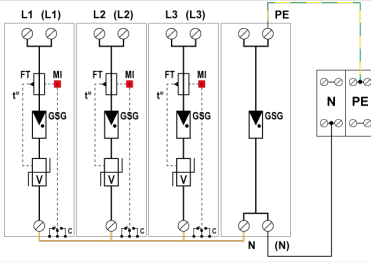 L1 (L1) L2 (L2) L3 (L3) PE
FT MI FT MI FT MI
t° t° t°
GSG GSG GSG GSG
N PE
V V V
C C C
N (N)